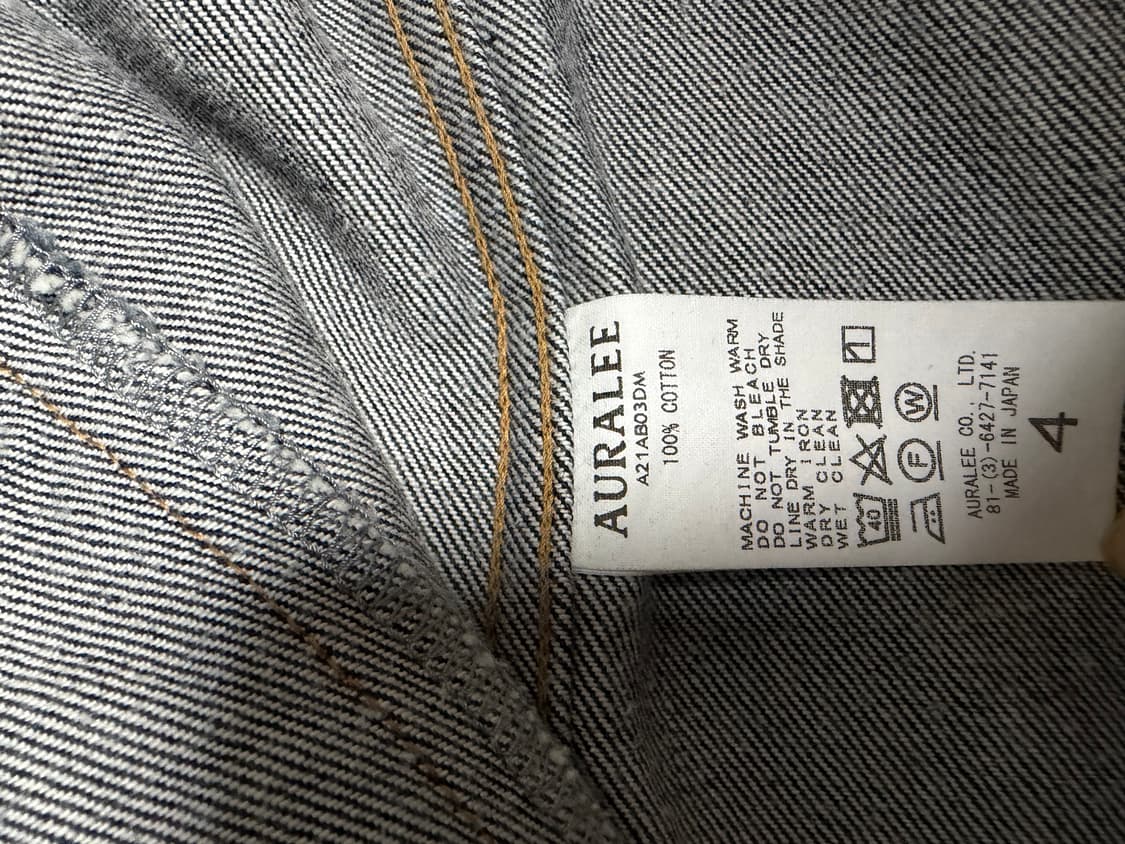 AURALEE
A21AB03DM
100% COTTON
MACHINE WASH WARM
DO NOT BLEACH
DO NOT TUMBLE DRY
LINE DRY IN THE SHADE
WARM IRON
DRY CLEAN
WET CLEAN
40
F W
AURALEE CO., LTD.
81-(3)-6427-7141
MADE IN JAPAN
4